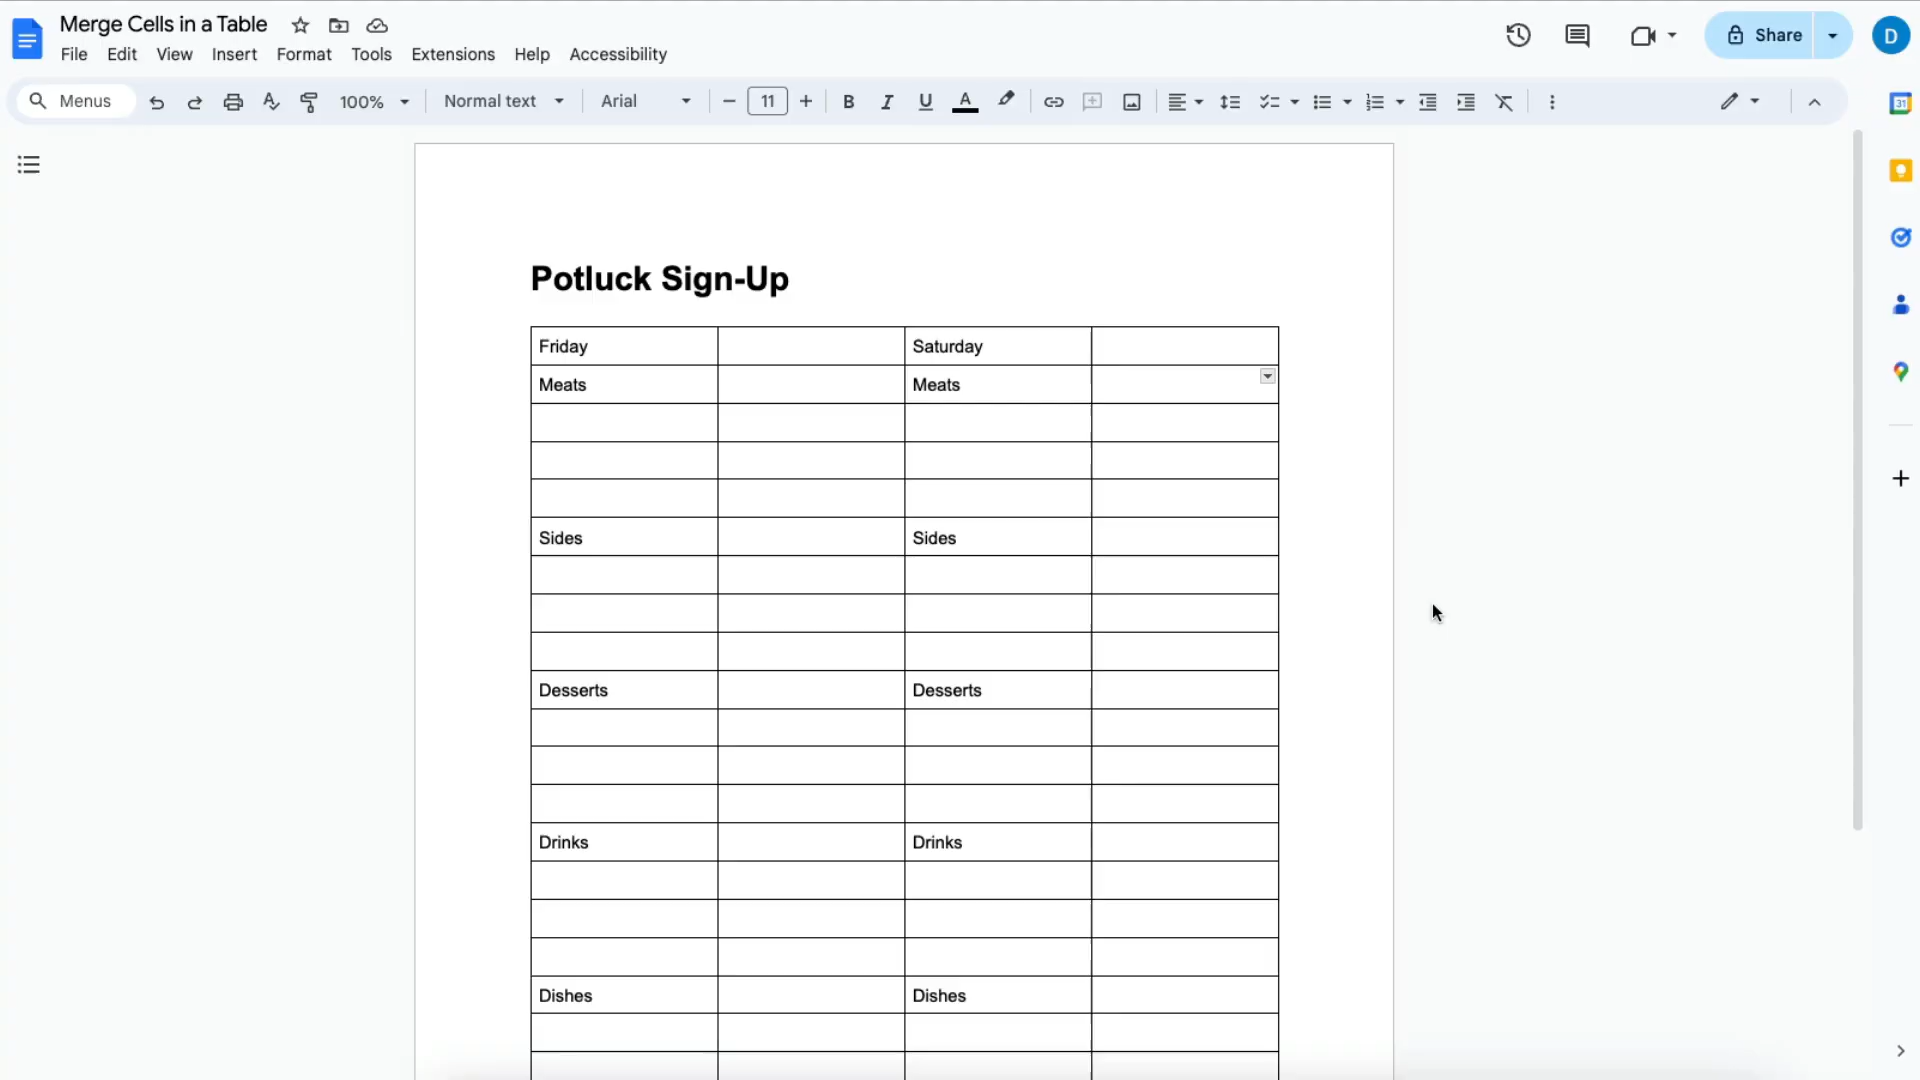 Merge Cells in a Table
File Edit View Insert Format Tools Extensions Help Accessibility
Share
D
Menus 100% Normal text Arial 11 B I U A
31
Potluck Sign-Up
Friday Saturday
Meats Meats
Sides Sides
Desserts Desserts
Drinks Drinks
Dishes Dishes